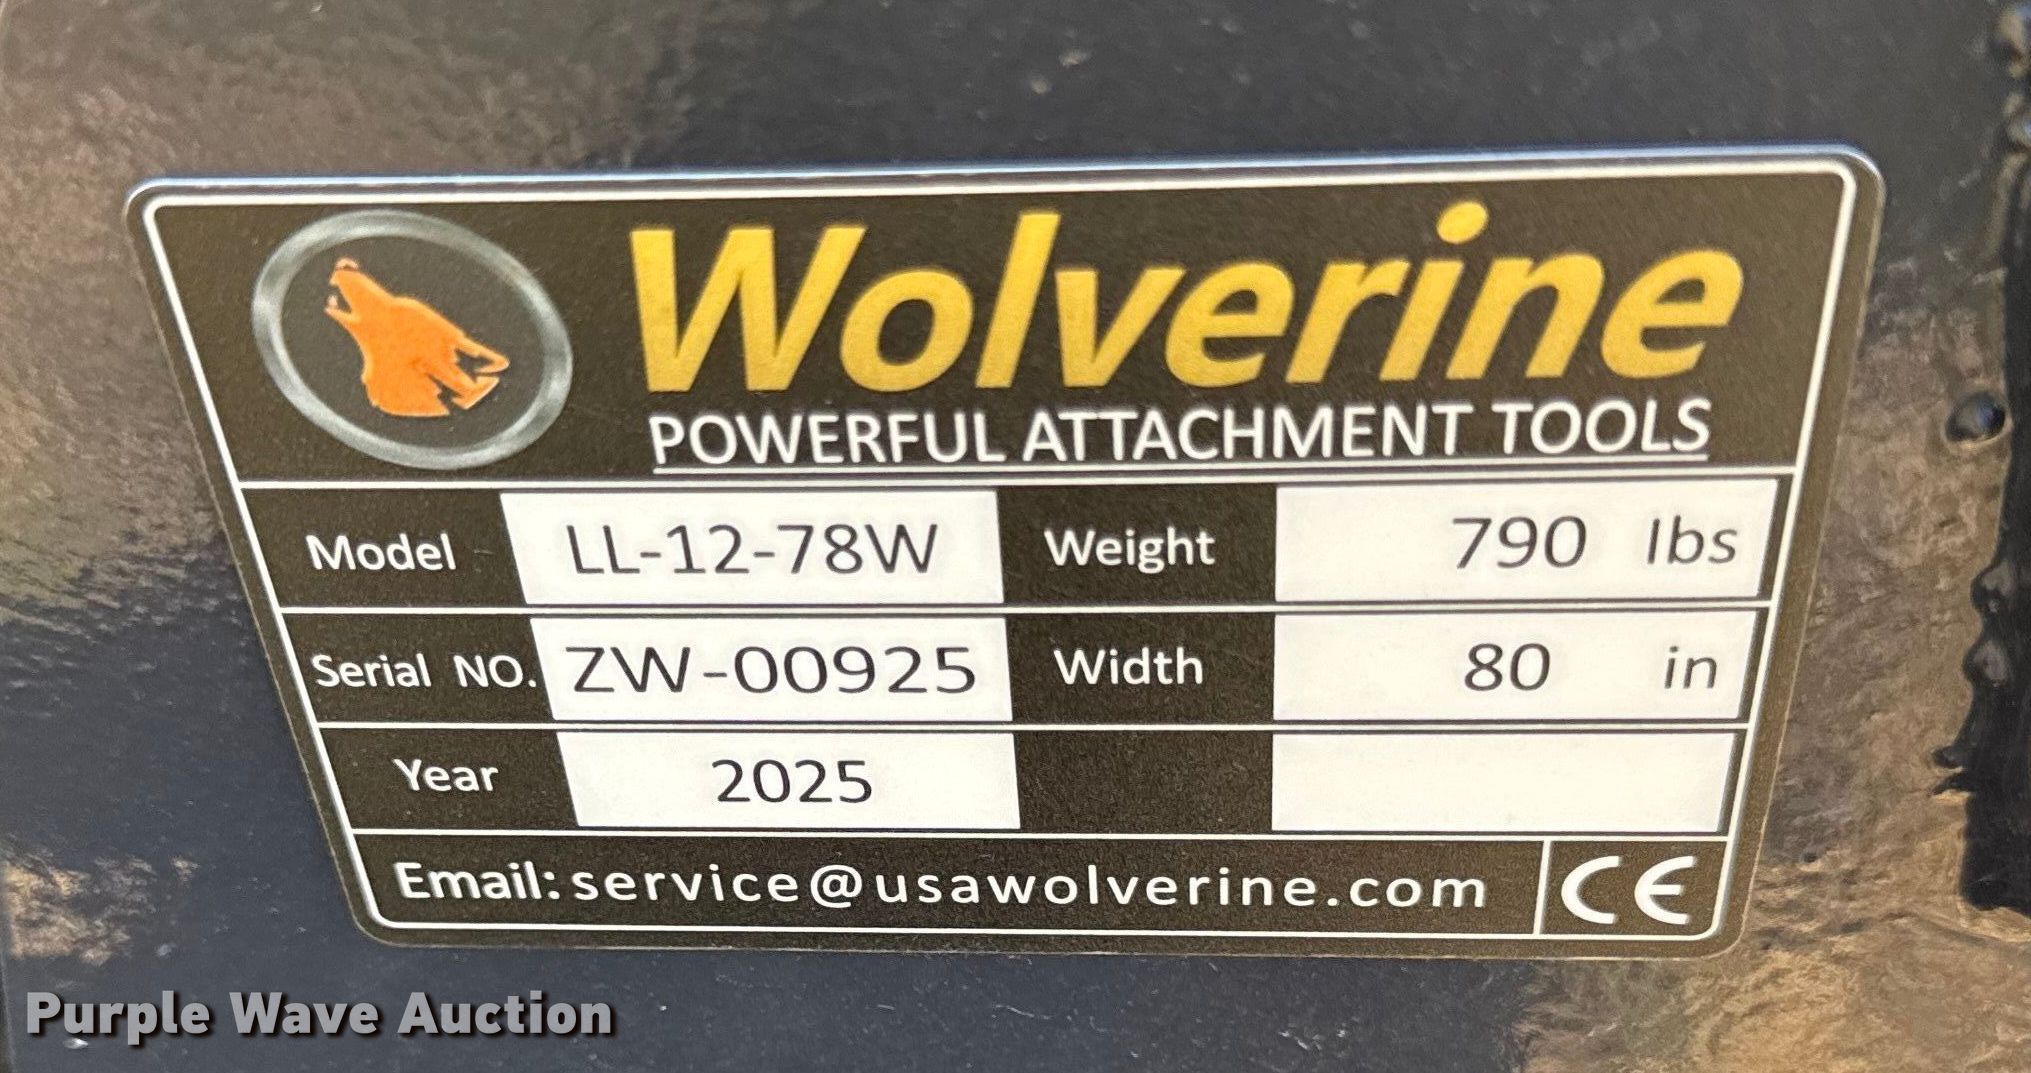 Wolverine
POWERFUL ATTACHMENT TOOLS
Model LL-12-78W Weight 790 lbs
Serial NO. ZW-00925 Width 80 in
Year 2025
Email: service@usawolverine.com CE
Purple Wave Auction